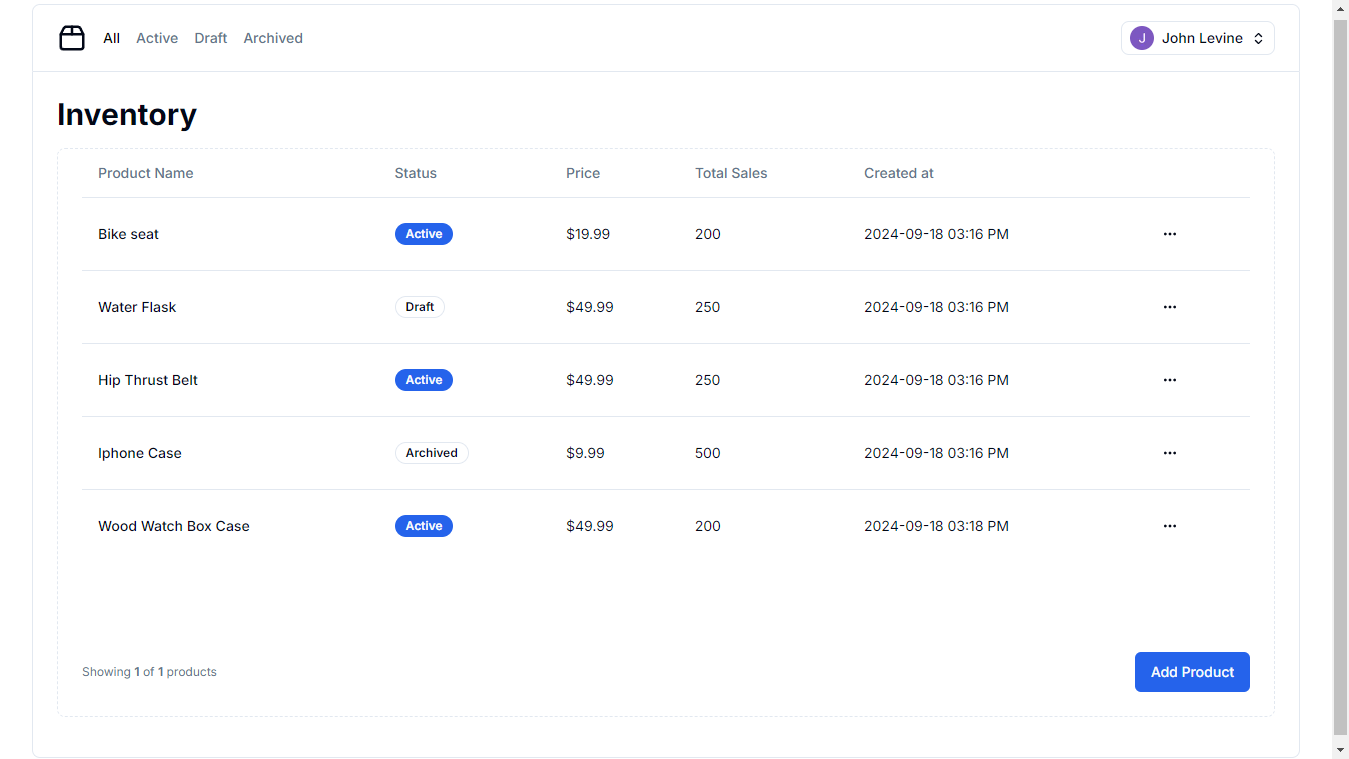 All Active Draft Archived
J John Levine
Inventory
Product Name Status Price Total Sales Created at
Bike seat Active $19.99 200 2024-09-18 03:16 PM
Water Flask Draft $49.99 250 2024-09-18 03:16 PM
Hip Thrust Belt Active $49.99 250 2024-09-18 03:16 PM
Iphone Case Archived $9.99 500 2024-09-18 03:16 PM
Wood Watch Box Case Active $49.99 200 2024-09-18 03:18 PM
Showing 1 of 1 products
Add Product